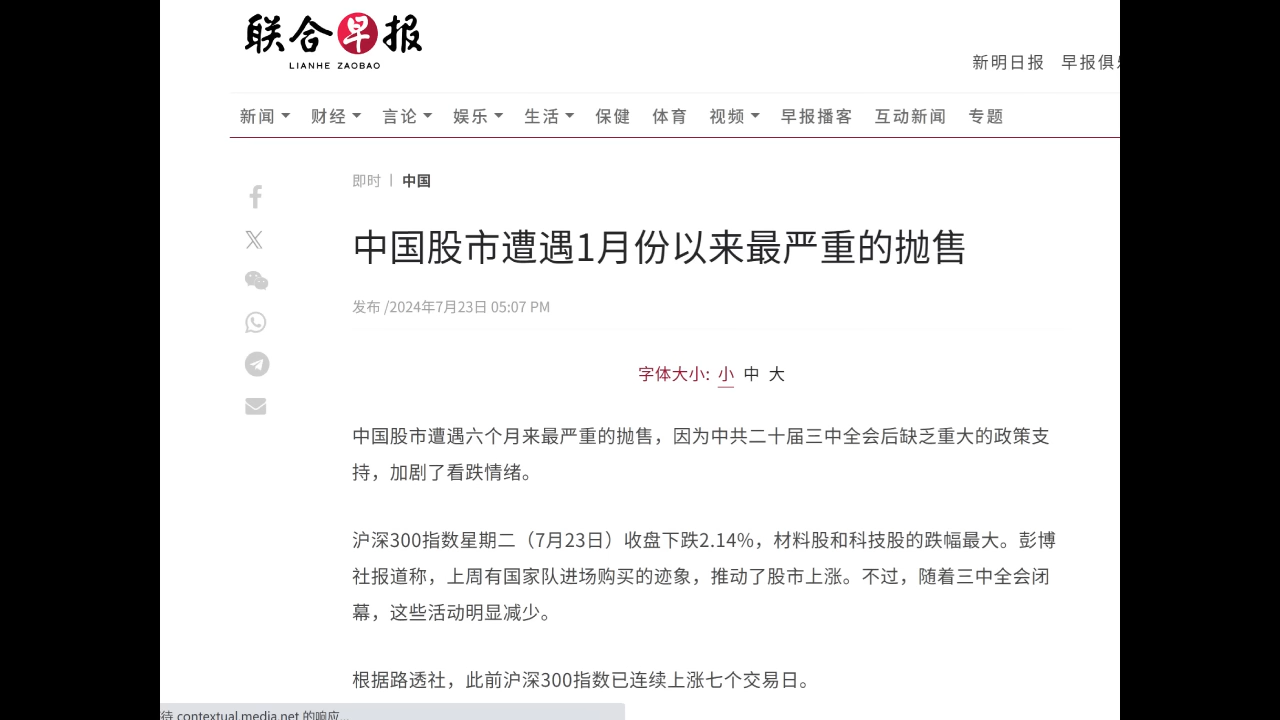 联合早报
LIANHE ZAOBAO
新明日报 早报俱
新闻 财经 言论 娱乐 生活 保健 体育 视频 早报播客 互动新闻 专题
即时 | 中国
中国股市遭遇1月份以来最严重的抛售
发布 /2024年7月23日 05:07 PM
字体大小: 小 中 大
中国股市遭遇六个月来最严重的抛售，因为中共二十届三中全会后缺乏重大的政策支
持，加剧了看跌情绪。
沪深300指数星期二（7月23日）收盘下跌2.14%，材料股和科技股的跌幅最大。彭博
社报道称，上周有国家队进场购买的迹象，推动了股市上涨。不过，随着三中全会闭
幕，这些活动明显减少。
根据路透社，此前沪深300指数已连续上涨七个交易日。
待 contextual.media.net 的响应...